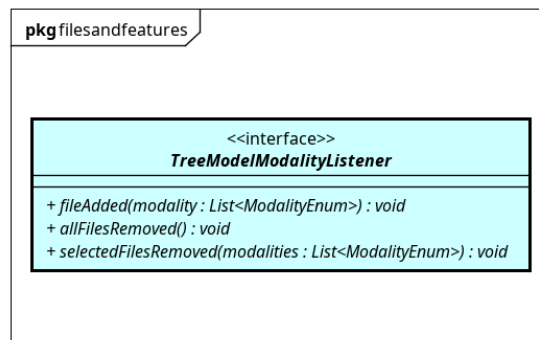 pkg filesandfeatures
<<interface>>
TreeModelModalityListener
+ fileAdded(modality : List<ModalityEnum>) : void
+ allFilesRemoved() : void
+ selectedFilesRemoved(modalities : List<ModalityEnum>) : void